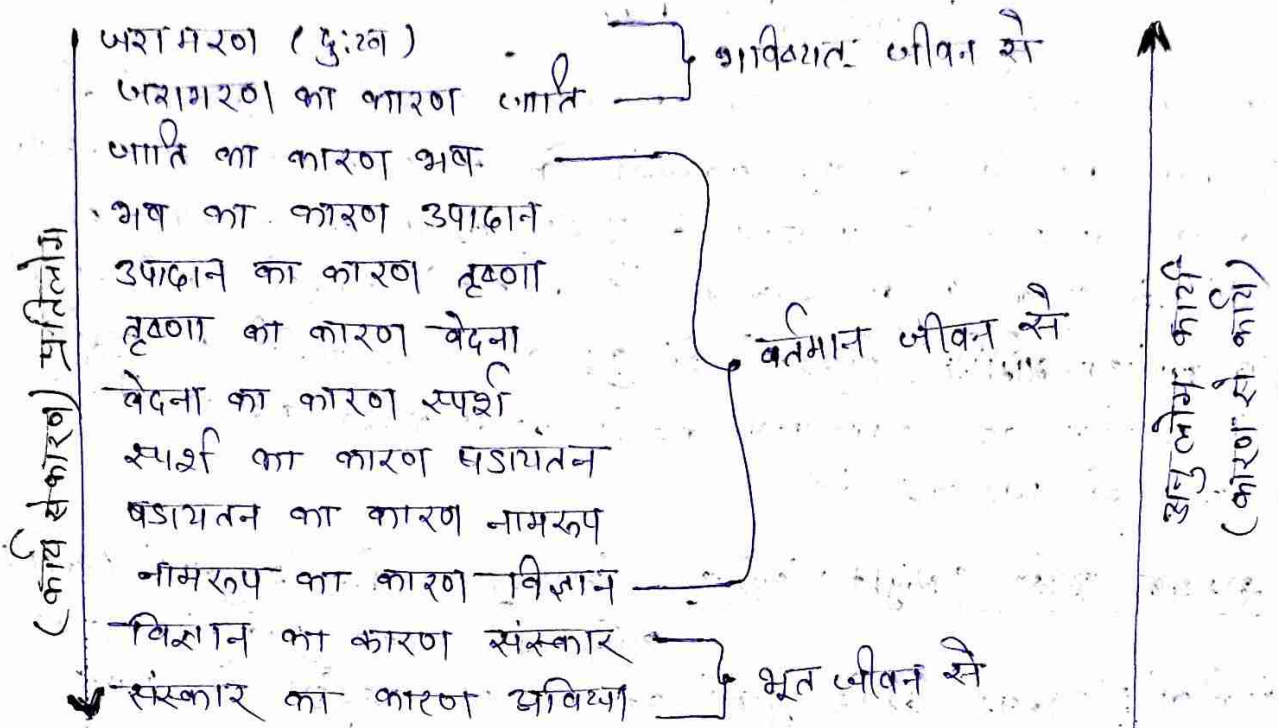 जरामरण (दुःख)
जरामरण का कारण जाति
भविष्यत जीवन से
जाति का कारण भव
भव का कारण उपादान
उपादान का कारण तृष्णा
तृष्णा का कारण वेदना
वेदना का कारण स्पर्श
स्पर्श का कारण षडायतन
षडायतन का कारण नामरूप
नामरूप का कारण विज्ञान
वर्तमान जीवन से
विज्ञान का कारण संस्कार
संस्कार का कारण अविद्या
भूत जीवन से
(कार्य से कारण) प्रतिलोम
अनुलोम: कार्य
(कारण से कार्य)